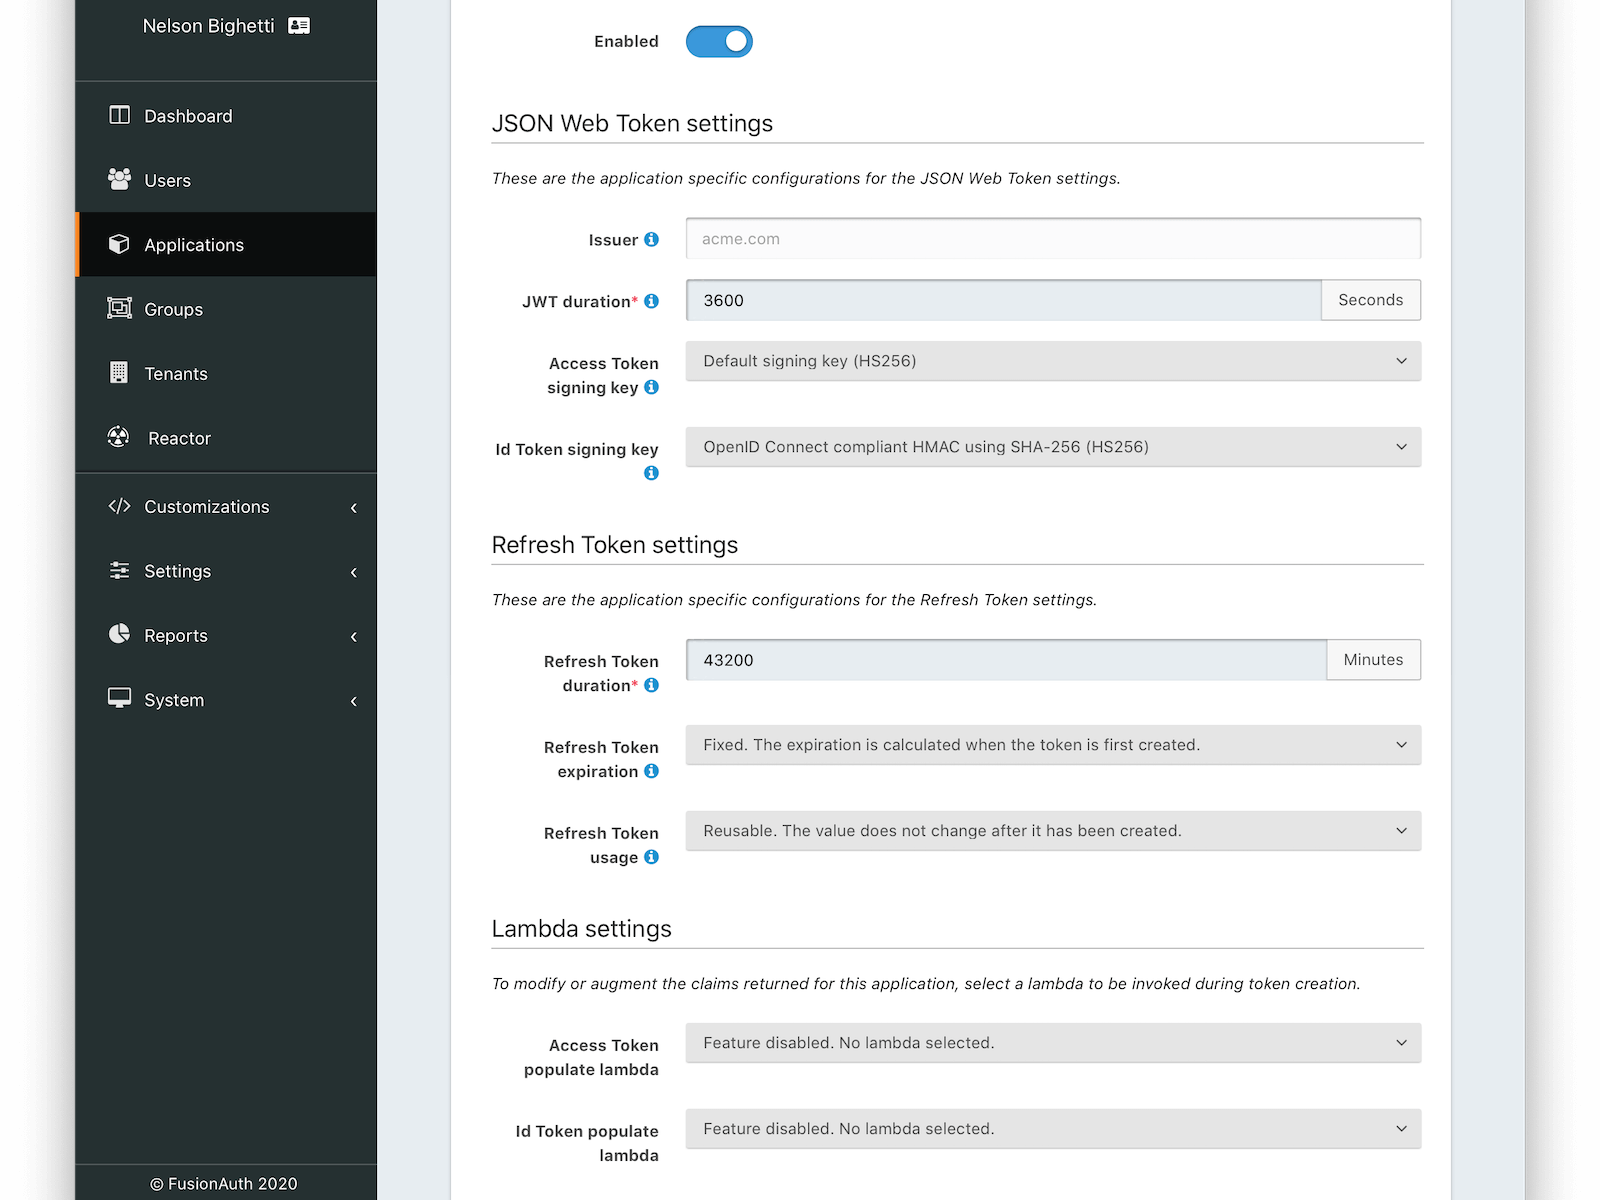 Nelson Bighetti
Dashboard
Users
Applications
Groups
Tenants
Reactor
Customizations
Settings
Reports
System
© FusionAuth 2020
Enabled
JSON Web Token settings
These are the application specific configurations for the JSON Web Token settings.
Issuer
acme.com
JWT duration*
3600
Seconds
Access Token
signing key
Default signing key (HS256)
Id Token signing key
OpenID Connect compliant HMAC using SHA-256 (HS256)
Refresh Token settings
These are the application specific configurations for the Refresh Token settings.
Refresh Token
duration*
43200
Minutes
Refresh Token
expiration
Fixed. The expiration is calculated when the token is first created.
Refresh Token
usage
Reusable. The value does not change after it has been created.
Lambda settings
To modify or augment the claims returned for this application, select a lambda to be invoked during token creation.
Access Token
populate lambda
Feature disabled. No lambda selected.
Id Token populate
lambda
Feature disabled. No lambda selected.